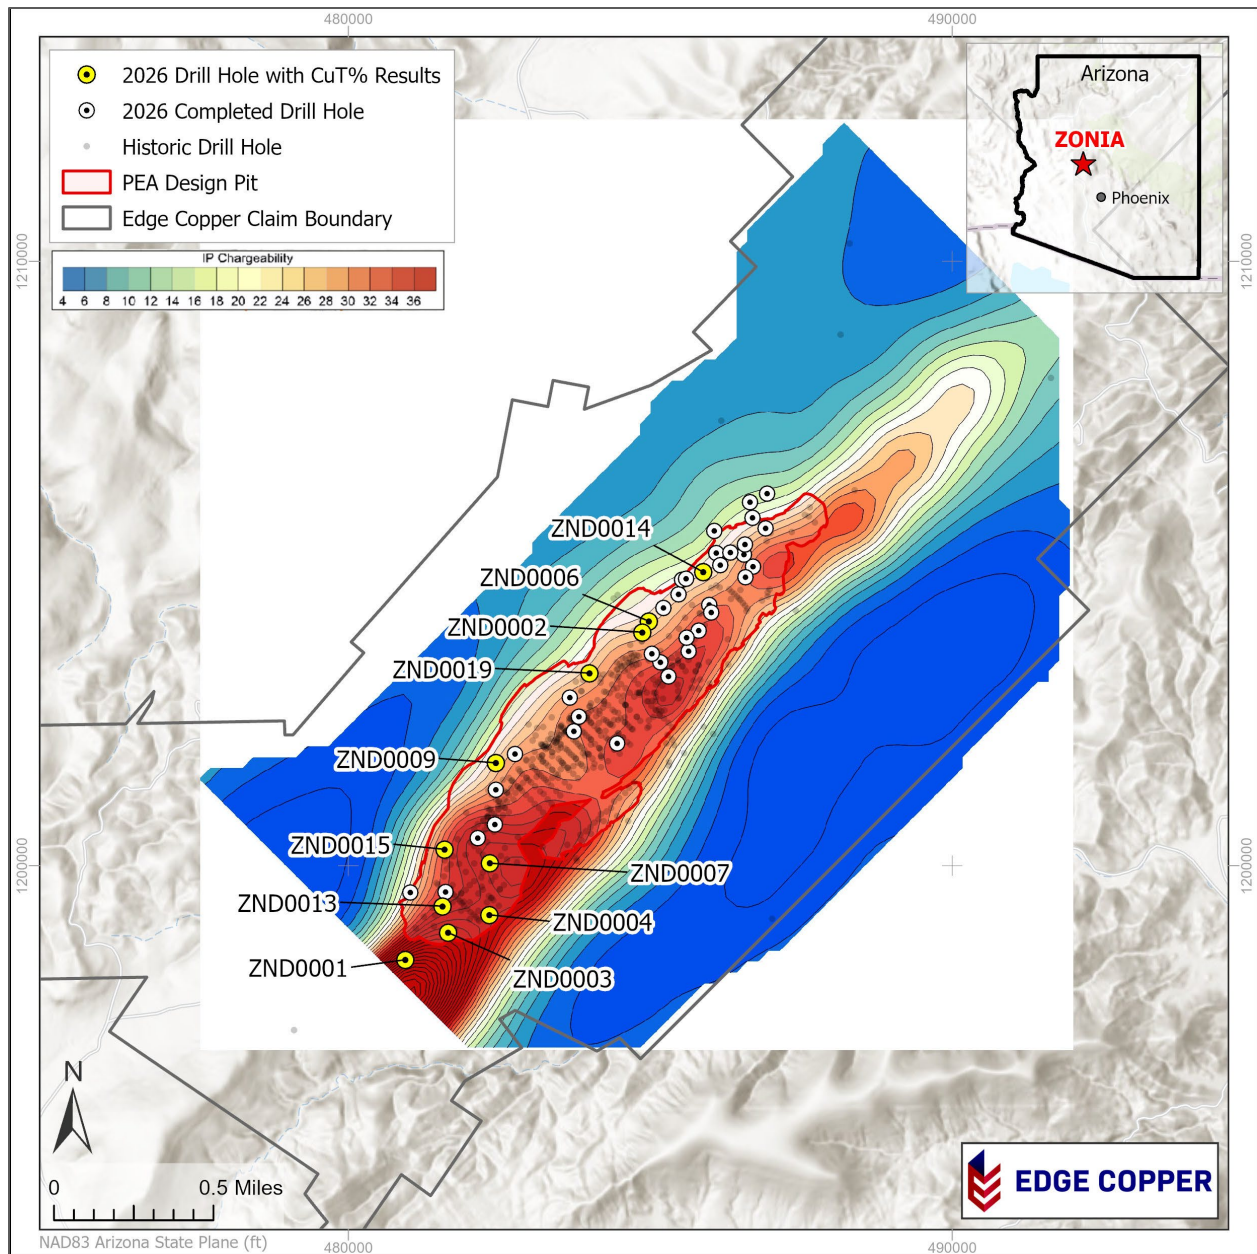 480000
490000
2026 Drill Hole with CuT% Results
2026 Completed Drill Hole
Historic Drill Hole
PEA Design Pit
Edge Copper Claim Boundary
IP Chargeability
4 6 8 10 12 14 16 18 20 22 24 26 28 30 32 34 36
Arizona
ZONIA
Phoenix
1210000
1210000
ZND0014
ZND0006
ZND0002
ZND0019
ZND0009
ZND0015
ZND0007
ZND0013
ZND0004
ZND0001
ZND0003
1200000
1200000
N
0 0.5 Miles
EDGE COPPER
NAD83 Arizona State Plane (ft)
480000
490000